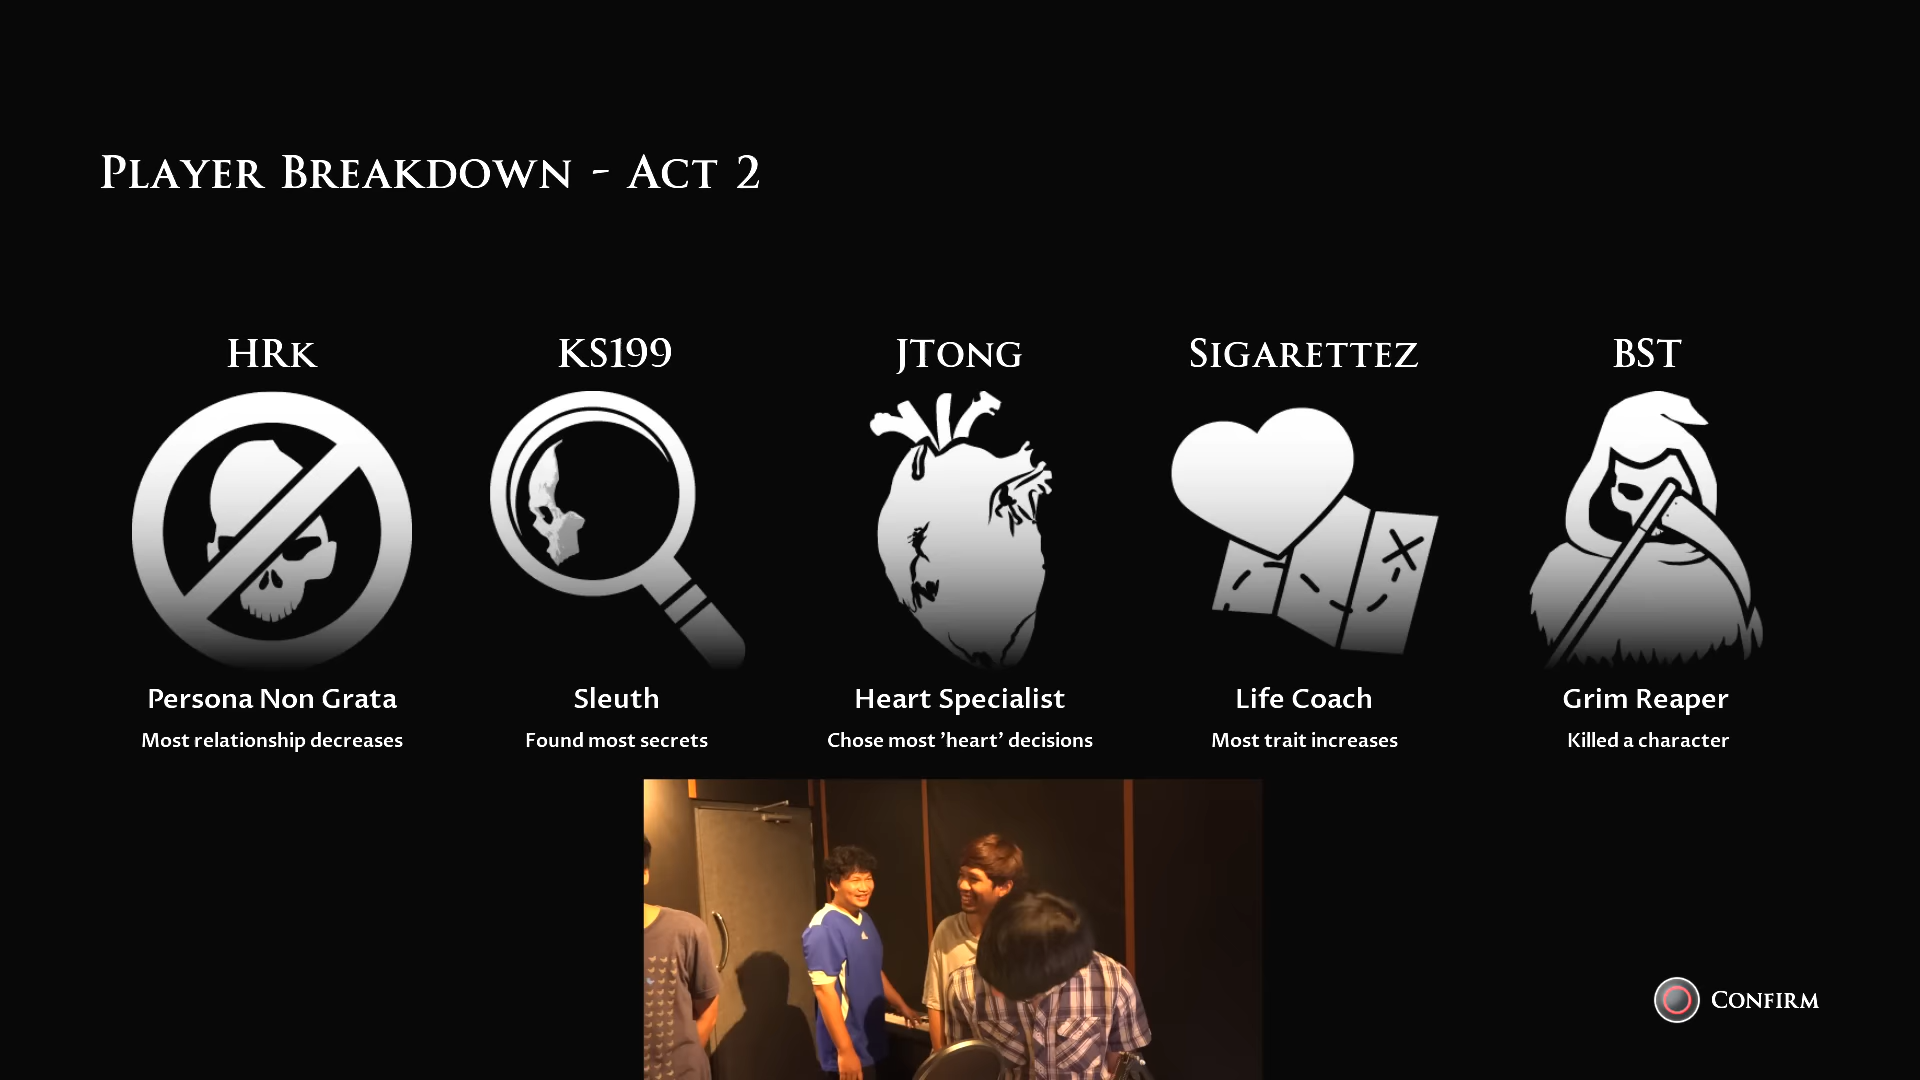 Player Breakdown - Act 2
HRk
KS199
JTong
Sigarettez
BST
Persona Non Grata
Sleuth
Heart Specialist
Life Coach
Grim Reaper
Most relationship decreases
Found most secrets
Chose most 'heart' decisions
Most trait increases
Killed a character
Confirm